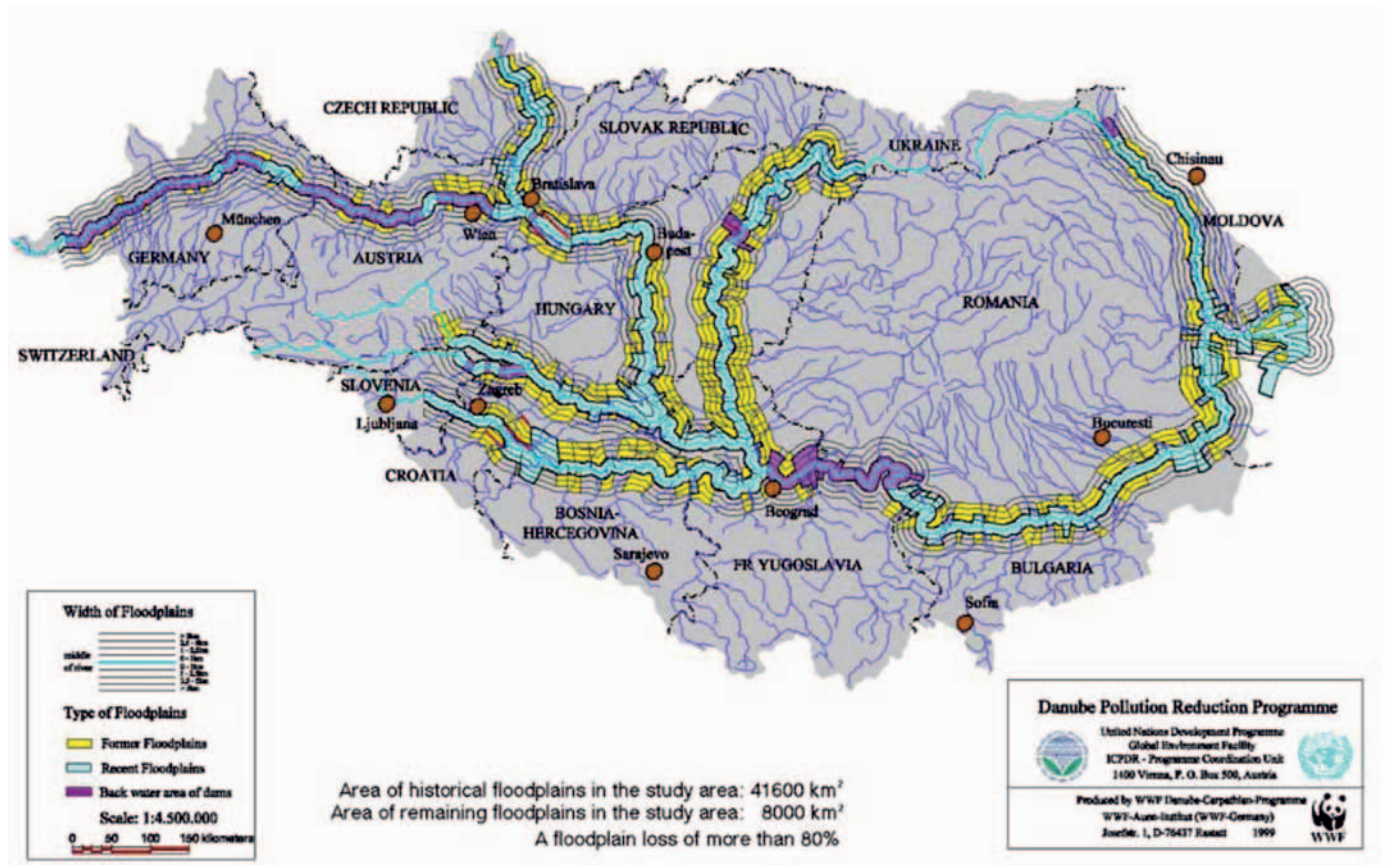 CZECH REPUBLIC
SLOVAK REPUBLIC
UKRAINE
Chisinau
Bratislava
MOLDOVA
München
Wien
Buda-
pest
GERMANY
AUSTRIA
HUNGARY
ROMANIA
SWITZERLAND
SLOVENIA
Zagreb
Ljubljana
Bucuresti
CROATIA
Beograd
BOSNIA-
HERCEGOVINA
Sarajevo
FR YUGOSLAVIA
BULGARIA
Sofia
Width of Floodplains
middle
of river
Type of Floodplains
Former Floodplains
Recent Floodplains
Back water area of dams
Scale: 1:4.500.000
0 50 100 150 kilometers
Area of historical floodplains in the study area: 41600 km²
Area of remaining floodplains in the study area: 8000 km²
A floodplain loss of more than 80%
Danube Pollution Reduction Programme
United Nations Development Programme
Global Environment Facility
ICPDR - Programme Coordination Unit
1400 Vienna, P. O. Box 500, Austria
Produced by WWF Danube-Carpathian-Programme
WWF-Auen-Institut (WWF-Germany)
Josefstr. 1, D-76437 Rastatt 1999
WWF